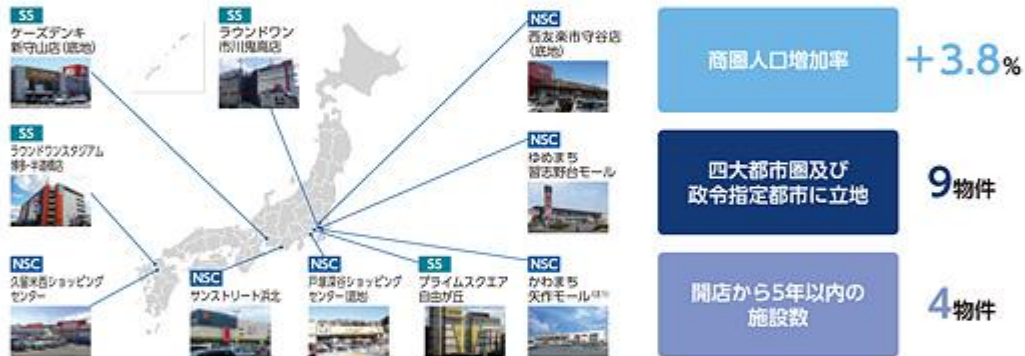 SS
ケーズデンキ
新守山店(底地)
SS
ラウンドワン
市川鬼高店
NSC
西友楽市守谷店
(底地)
SS
ラウンドワンスタジアム
博多・半道橋店
NSC
ゆめまち
習志野台モール
NSC
久留米西ショッピング
センター
NSC
サンストリート浜北
NSC
戸塚深谷ショッピング
センター(底地)
SS
プライムスクエア
自由が丘
NSC
かわまち
矢作モール
商圏人口増加率
+3.8%
四大都市圏及び
政令指定都市に立地
9物件
開店から5年以内の
施設数
4物件